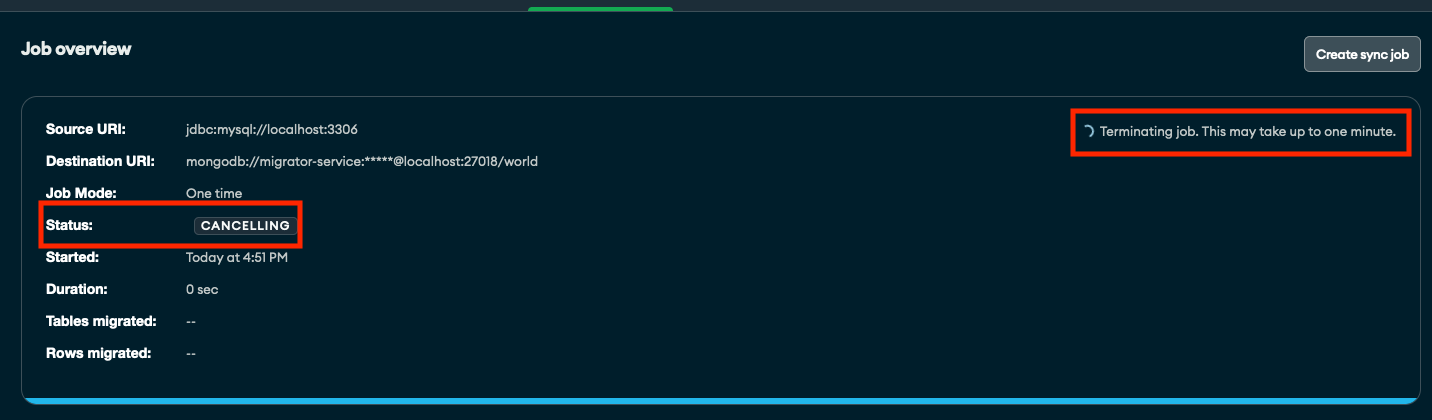 Job overview
Create sync job
Source URI: jdbc:mysql://localhost:3306
Terminating job. This may take up to one minute.
Destination URI: mongodb://migrator-service:*****@localhost:27018/world
Job Mode: One time
Status: CANCELLING
Started: Today at 4:51 PM
Duration: 0 sec
Tables migrated: --
Rows migrated: --